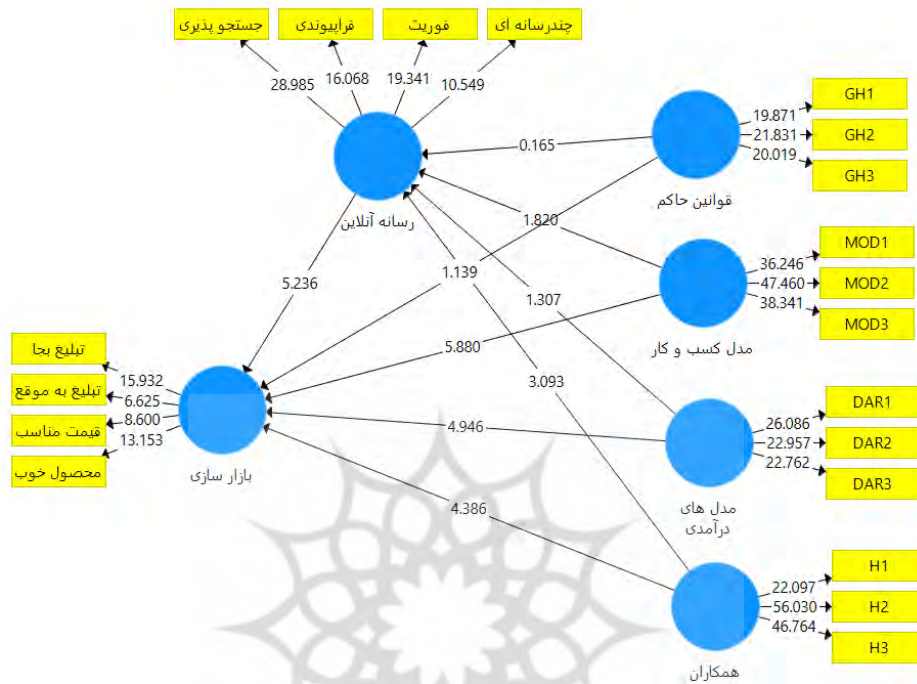 جستجو پذیری
فراپیوندی
فوریت
چندرسانه ای
28.985
16.068
19.341
10.549
رسانه آنلاین
GH1
GH2
GH3
19.871
21.831
20.019
قوانین حاکم
0.165
1.820
1.139
1.307
5.236
5.880
3.093
4.946
4.386
MOD1
MOD2
MOD3
36.246
47.460
38.341
مدل کسب و کار
تبلیغ بجا
تبلیغ به موقع
قیمت مناسب
محصول خوب
15.932
6.625
8.600
13.153
بازار سازی
DAR1
DAR2
DAR3
26.086
22.957
22.762
مدل های
درآمدی
H1
H2
H3
22.097
56.030
46.764
همکاران